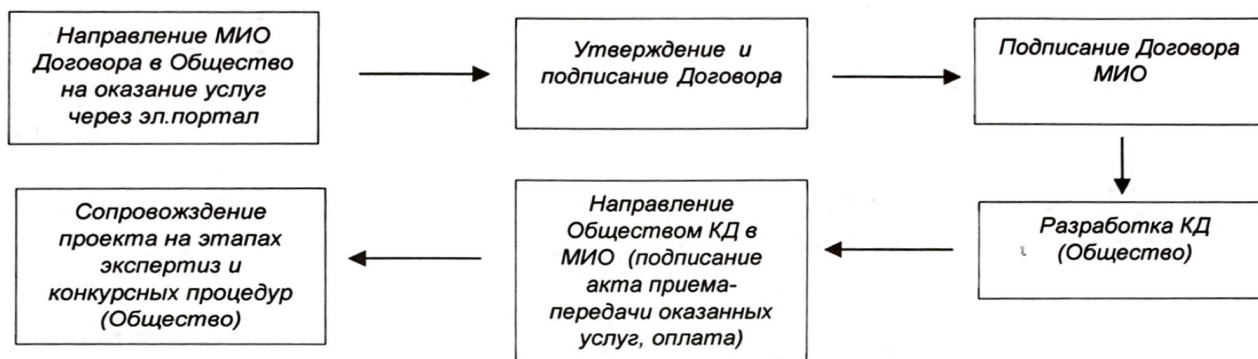 Направление МИО
Договора в Общество
на оказание услуг
через эл.портал
Утверждение и
подписание Договора
Подписание Договора
МИО
Разработка КД
(Общество)
Направление
Обществом КД в
МИО (подписание
акта приема-
передачи оказанных
услуг, оплата)
Сопровожздение
проекта на этапах
экспертиз и
конкурсных процедур
(Общество)